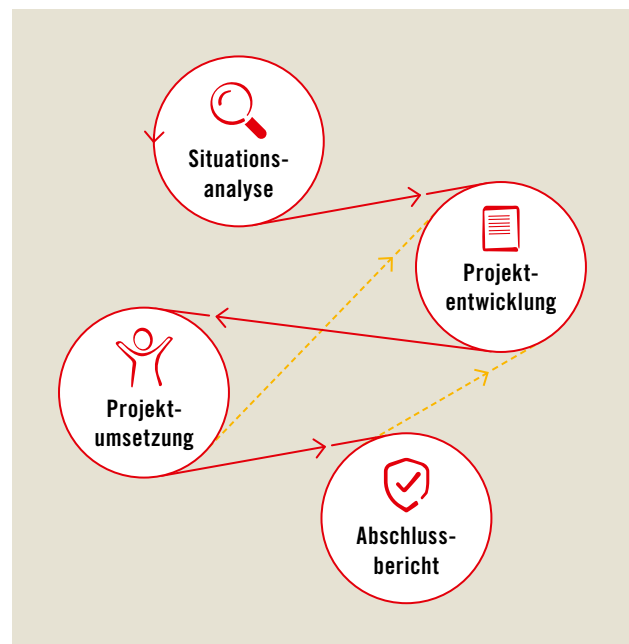 Situations-
analyse
Projekt-
entwicklung
Projekt-
umsetzung
Abschluss-
bericht